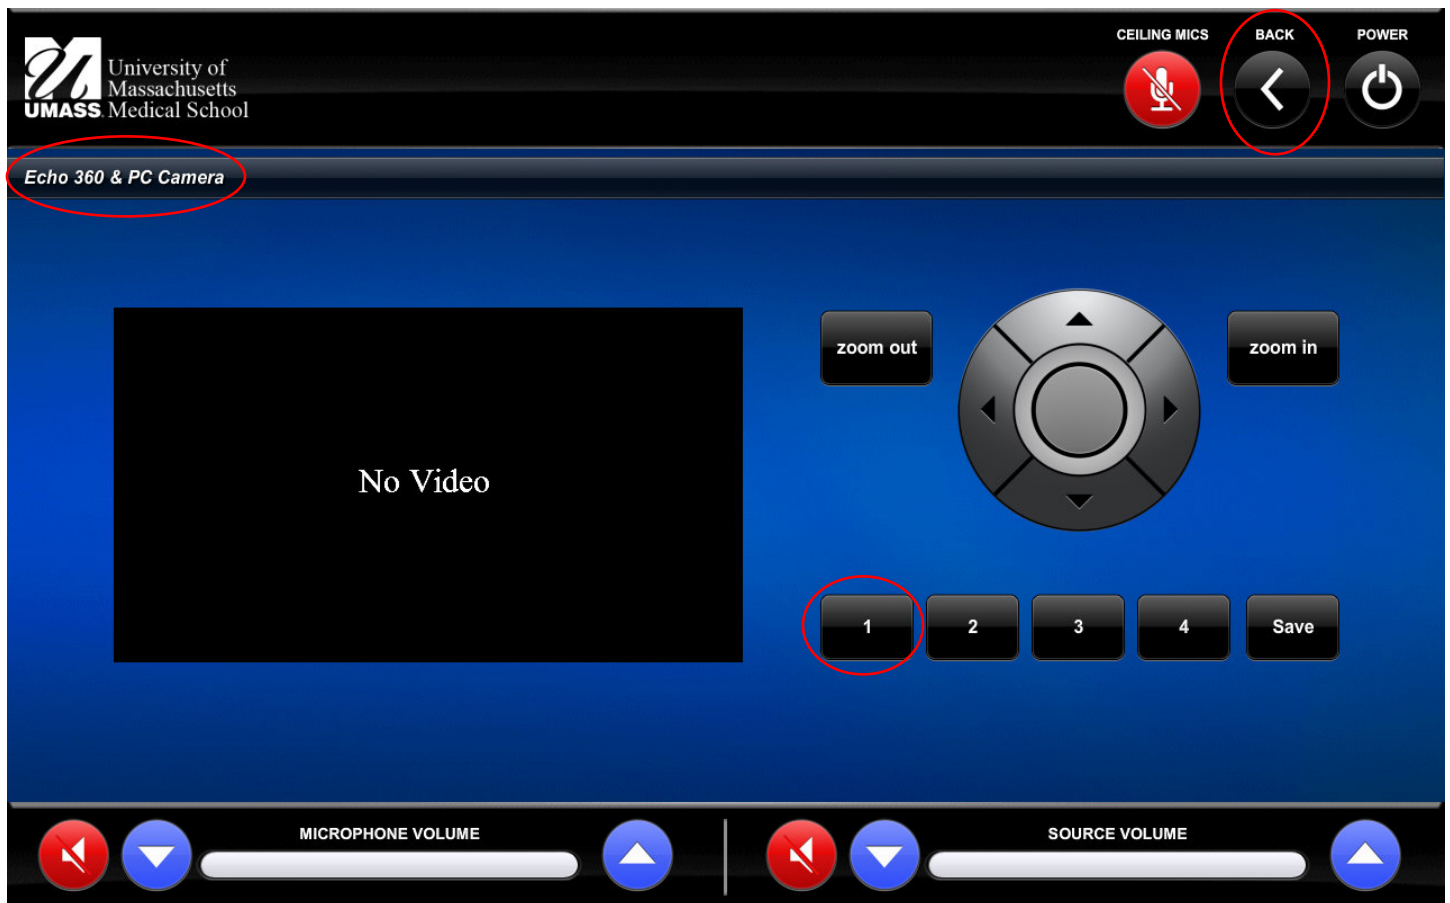 CEILING MICS
BACK
POWER
University of
Massachusetts
UMASS Medical School
Echo 360 & PC Camera
zoom out
zoom in
No Video
1
2
3
4
Save
MICROPHONE VOLUME
SOURCE VOLUME